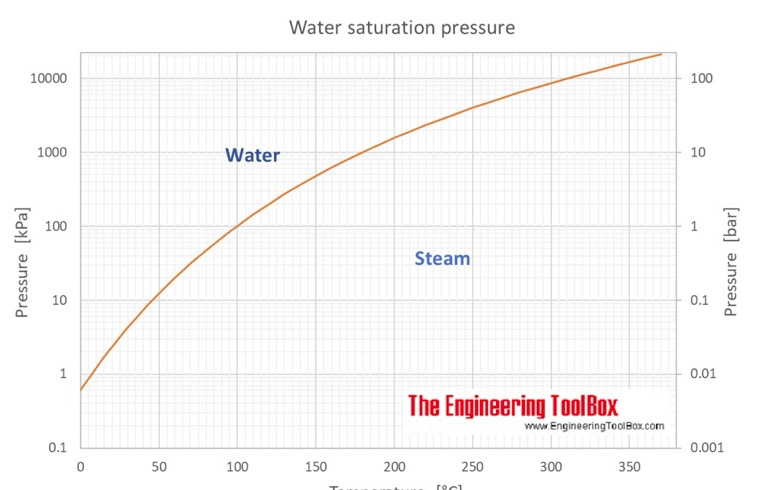 Water saturation pressure
10000
1000
100
10
1
0.1
Pressure [kPa]
Water
Steam
100
10
1
0.1
0.01
0.001
Pressure [bar]
The Engineering ToolBox
www.EngineeringToolBox.com
0 50 100 150 200 250 300 350
Temperature [°C]